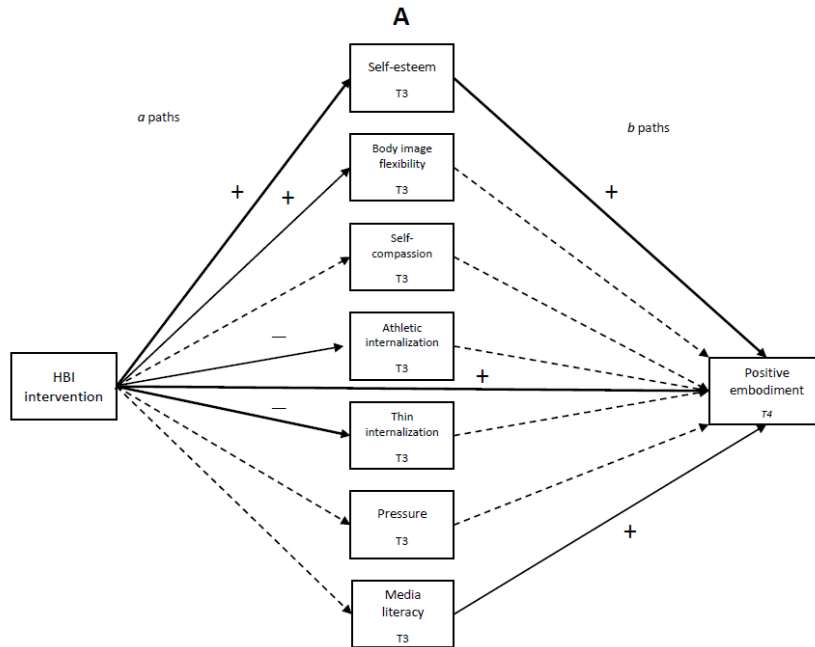 A
a paths
b paths
Self-esteem
T3
+
+
+
Body image
flexibility
T3
Self-
compassion
T3
—
Athletic
internalization
T3
HBI
intervention
+
—
Thin
internalization
T3
Positive
embodiment
T4
Pressure
T3
+
Media
literacy
T3